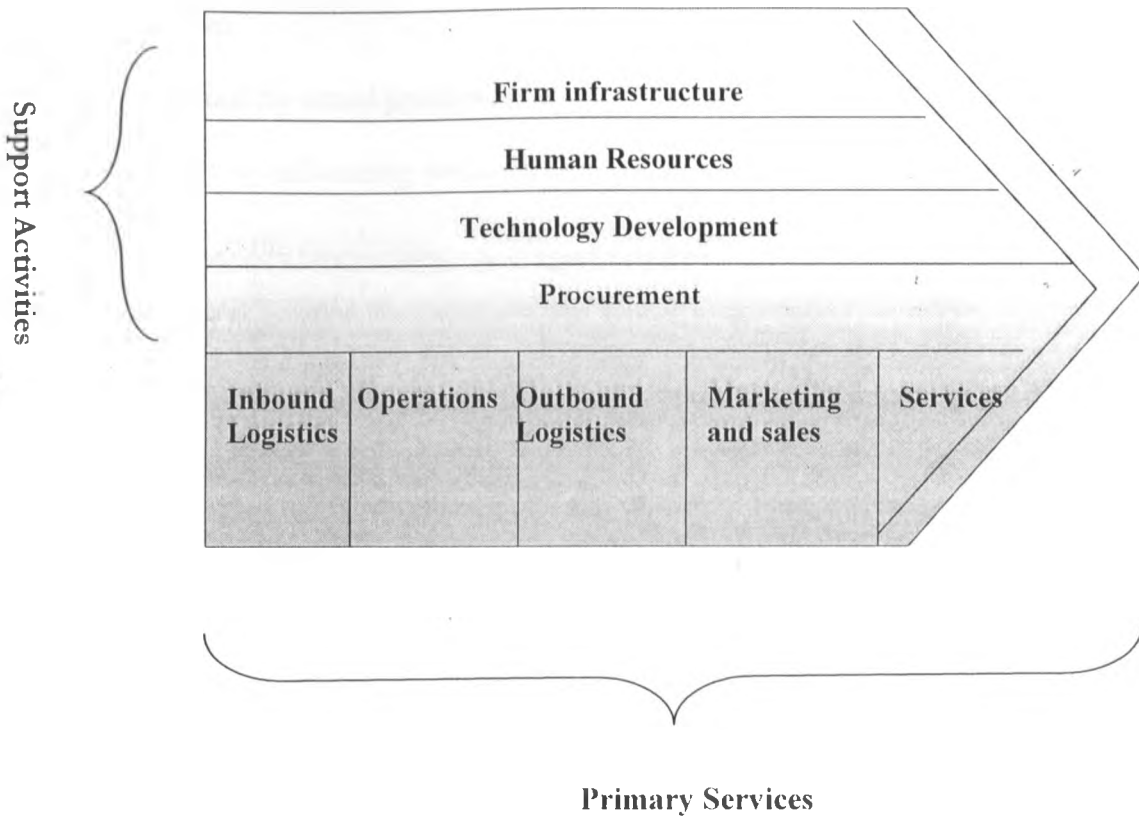 Support Activities
Firm infrastructure
Human Resources
Technology Development
Procurement
Inbound
Logistics
Operations
Outbound
Logistics
Marketing
and sales
Services
Primary Services